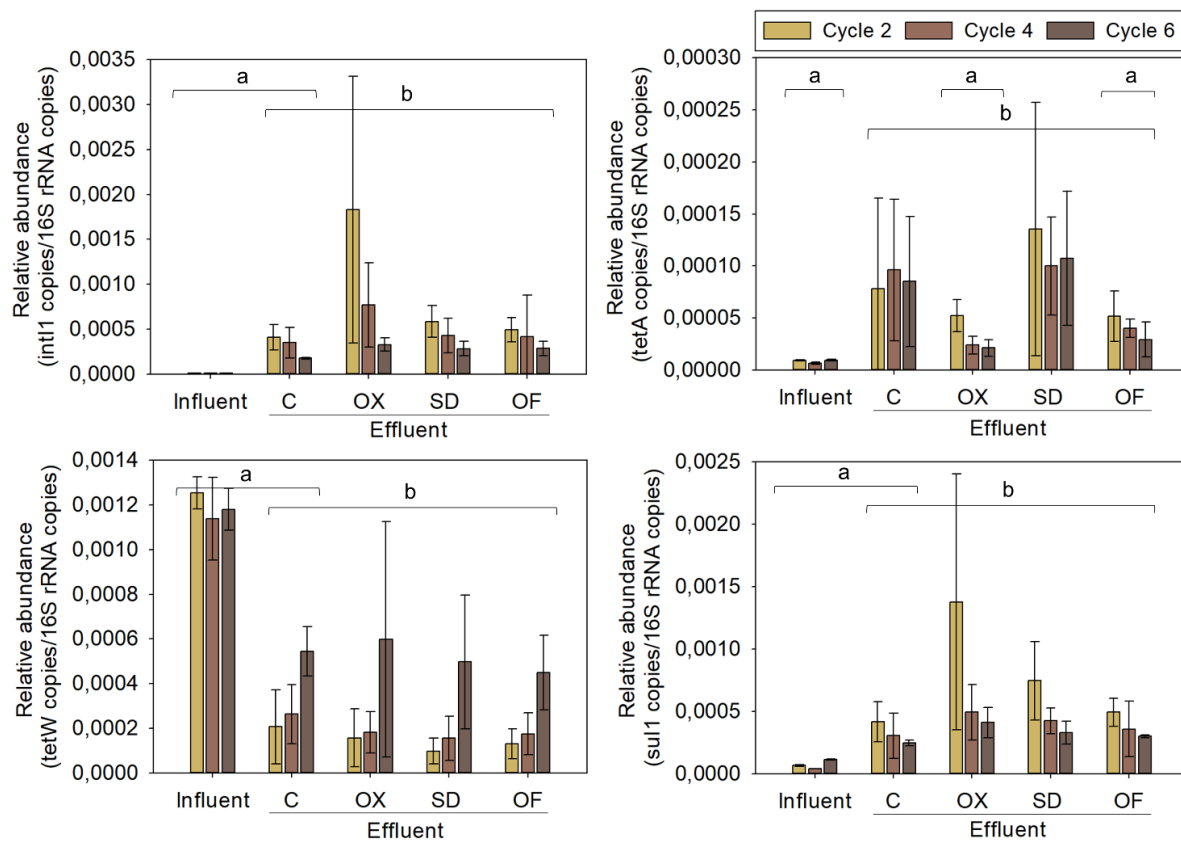 Cycle 2 Cycle 4 Cycle 6
Relative abundance
(intI1 copies/16S rRNA copies)
0,0035
0,0030
0,0025
0,0020
0,0015
0,0010
0,0005
0,0000
a
b
Influent C OX SD OF
Effluent
Relative abundance
(tetA copies/16S rRNA copies)
0,00030
0,00025
0,00020
0,00015
0,00010
0,00005
0,00000
a a a
b
Influent C OX SD OF
Effluent
Relative abundance
(tetW copies/16S rRNA copies)
0,0014
0,0012
0,0010
0,0008
0,0006
0,0004
0,0002
0,0000
a
b
Influent C OX SD OF
Effluent
Relative abundance
(sul1 copies/16S rRNA copies)
0,0025
0,0020
0,0015
0,0010
0,0005
0,0000
a
b
Influent C OX SD OF
Effluent